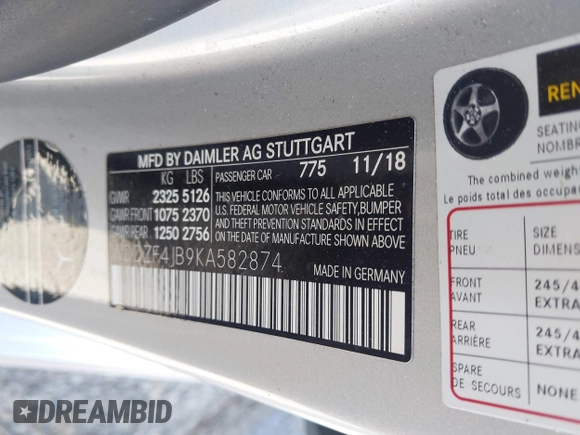 MFD BY DAIMLER AG STUTTGART
KG LBS
PASSENGER CAR 775 11/18
GVWR 2325 5126
GAWR FRONT 1075 2370
GAWR REAR 1250 2756
THIS VEHICLE CONFORMS TO ALL APPLICABLE
U.S. FEDERAL MOTOR VEHICLE SAFETY, BUMPER
AND THEFT PREVENTION STANDARDS IN EFFECT
ON THE DATE OF MANUFACTURE SHOWN ABOVE.
ZF4JB9KA582874
MADE IN GERMANY
SEATING
NOMBR
The combined weight
Le poids total des occupa
TIRE
PNEU
SIZE
DIMENS
FRONT
AVANT
245/4
EXTRA
REAR
ARRIÈRE
245/4
EXTRA
SPARE
DE SECOURS
NONE
DREAMBID